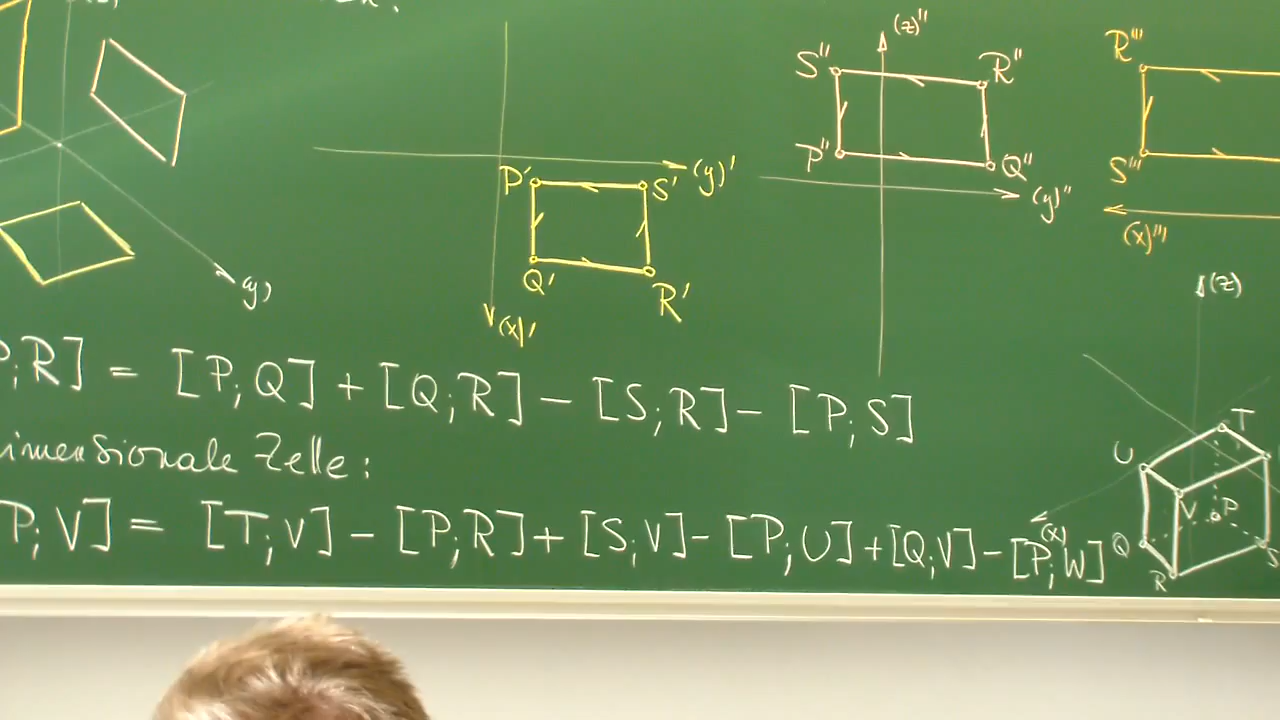 (z)"
S" R"
R'''
P" Q"
S'''
P' S' (y)'
(y)"
(x)'''
Q' R'
(x)'
y)
(z)
;R] = [P;Q] + [Q;R] - [S;R] - [P;S]
imensionale Zelle:
P;V] = [T;V] - [P;R] + [S;V] - [P;U] + [Q;V] - [P;W]
T
U
V P
(x)
Q
S
R